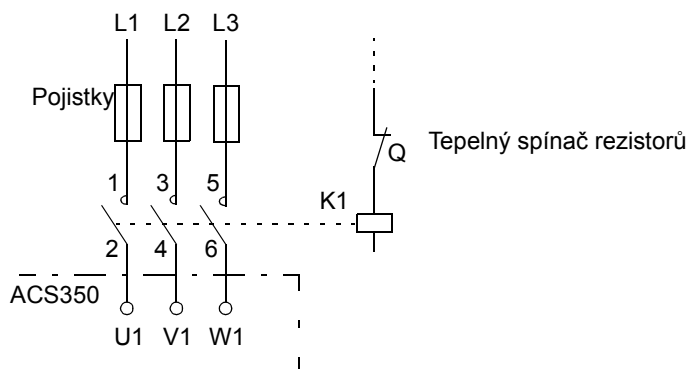 L1 L2 L3
Pojistky
Tepelný spínač rezistorů
Q
1 3 5
K1
2 4 6
ACS350
U1 V1 W1